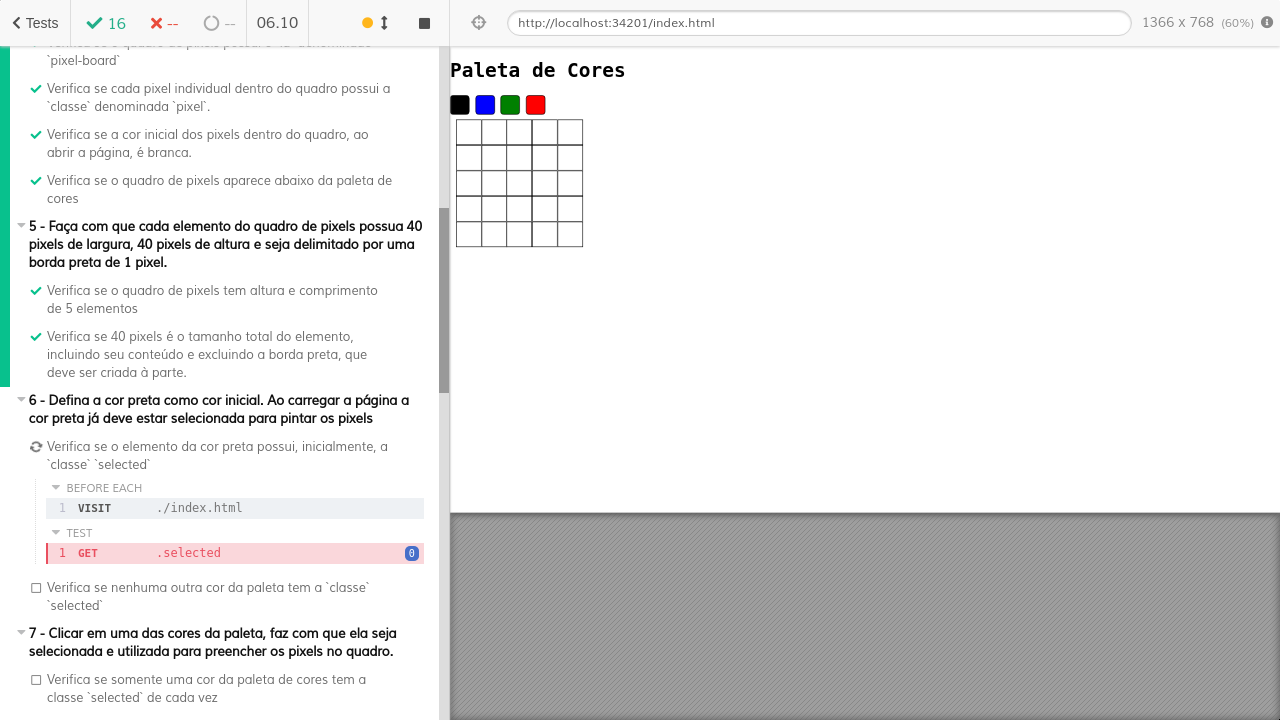 Tests 16 -- -- 06.10
http://localhost:34201/index.html 1366 x 768 (60%)
`pixel-board`
Verifica se cada pixel individual dentro do quadro possui a
`classe` denominada `pixel`.
Verifica se a cor inicial dos pixels dentro do quadro, ao
abrir a página, é branca.
Verifica se o quadro de pixels aparece abaixo da paleta de
cores
5 - Faça com que cada elemento do quadro de pixels possua 40
pixels de largura, 40 pixels de altura e seja delimitado por uma
borda preta de 1 pixel.
Verifica se o quadro de pixels tem altura e comprimento
de 5 elementos
Verifica se 40 pixels é o tamanho total do elemento,
incluindo seu conteúdo e excluindo a borda preta, que
deve ser criada à parte.
6 - Defina a cor preta como cor inicial. Ao carregar a página a
cor preta já deve estar selecionada para pintar os pixels
Verifica se o elemento da cor preta possui, inicialmente, a
`classe` `selected`
BEFORE EACH
1 VISIT ./index.html
TEST
1 GET .selected 0
Verifica se nenhuma outra cor da paleta tem a `classe`
`selected`
7 - Clicar em uma das cores da paleta, faz com que ela seja
selecionada e utilizada para preencher os pixels no quadro.
Verifica se somente uma cor da paleta de cores tem a
classe `selected` de cada vez
Paleta de Cores